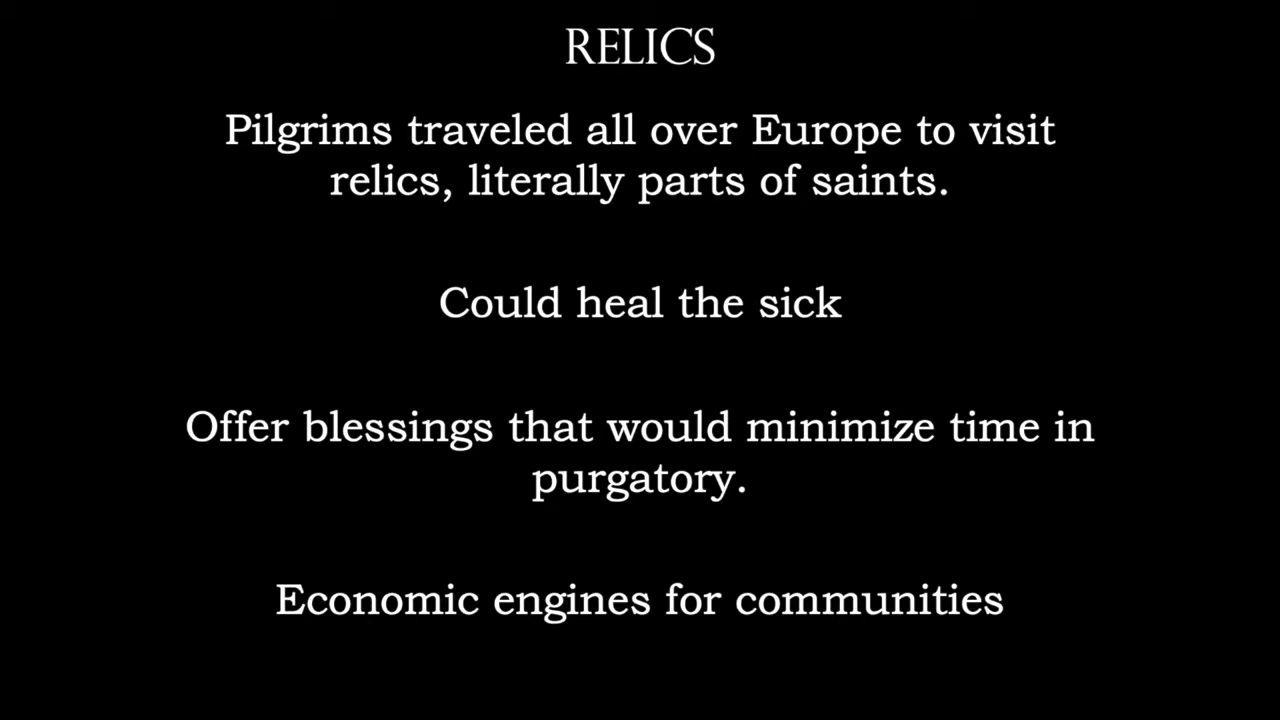 RELICS
Pilgrims traveled all over Europe to visit
relics, literally parts of saints.
Could heal the sick
Offer blessings that would minimize time in
purgatory.
Economic engines for communities